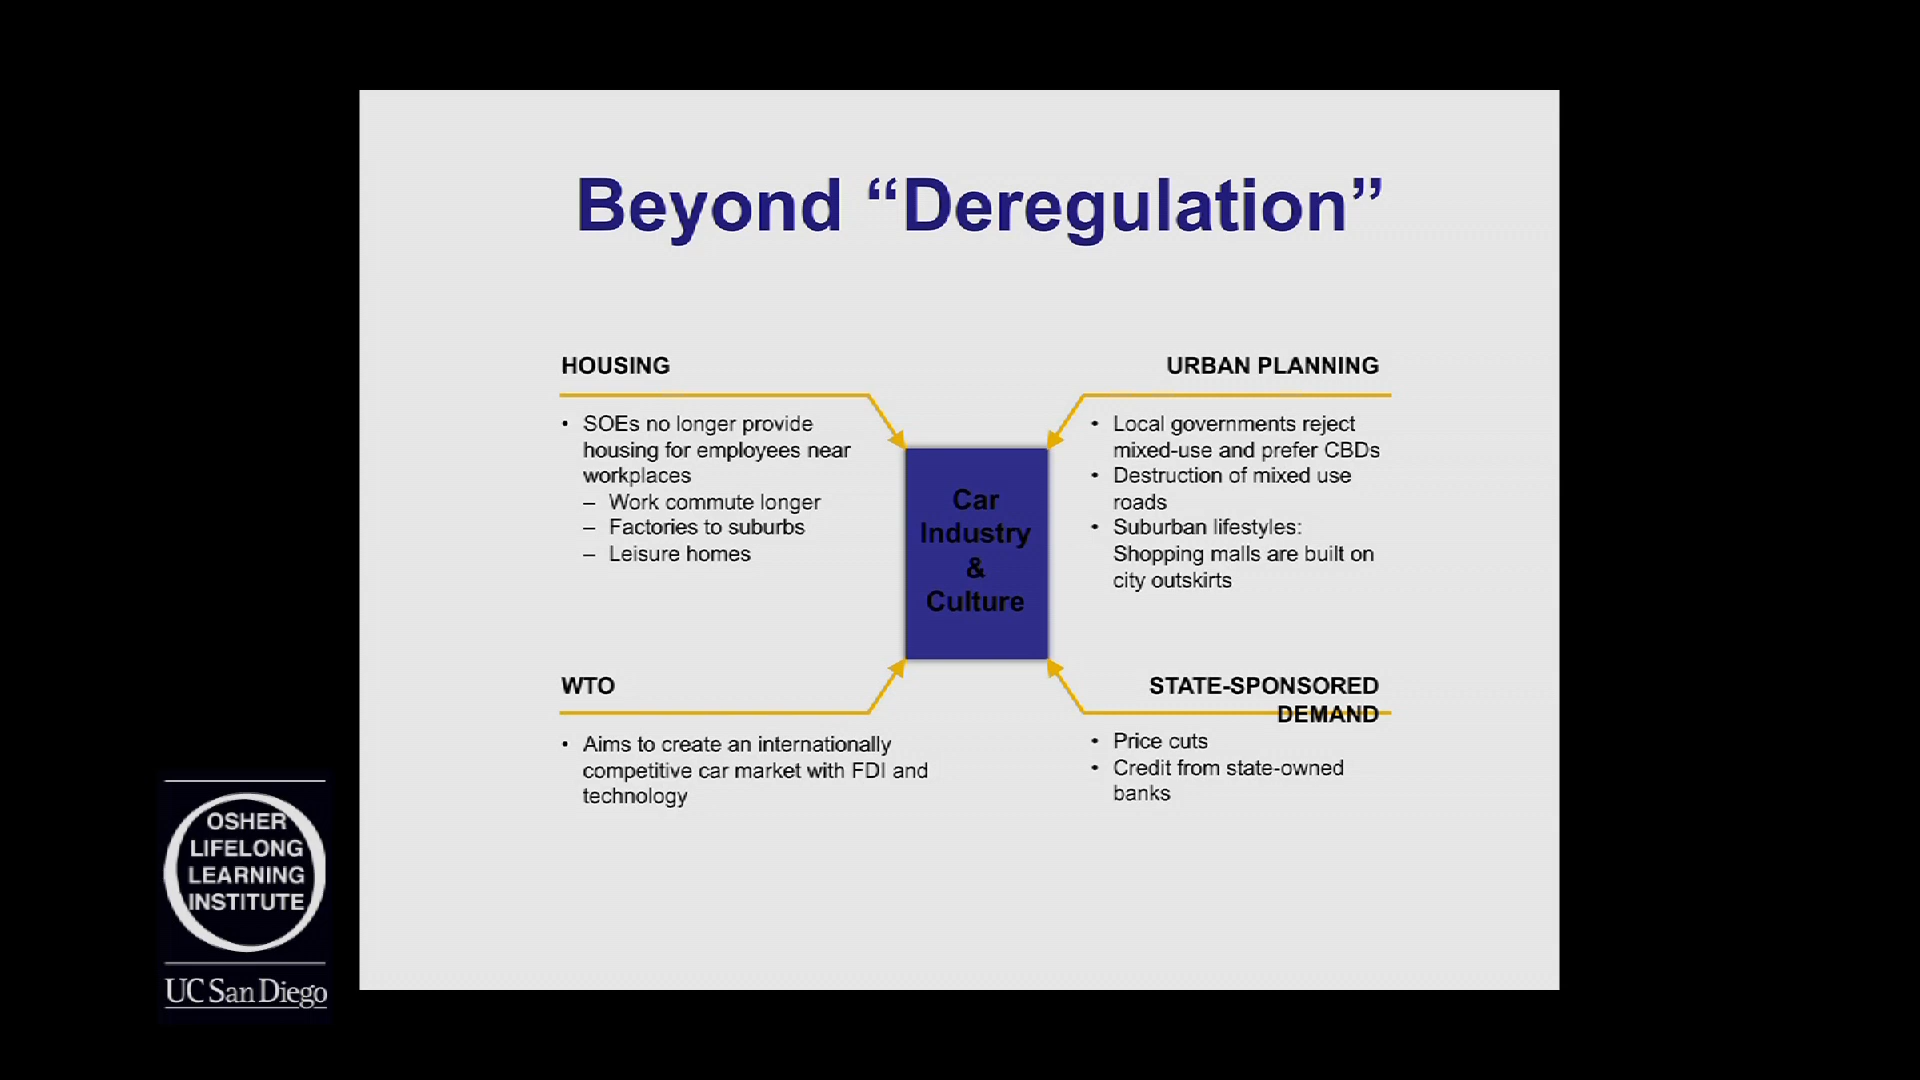 Beyond “Deregulation”
HOUSING
• SOEs no longer provide
housing for employees near
workplaces
– Work commute longer
– Factories to suburbs
– Leisure homes
URBAN PLANNING
• Local governments reject
mixed-use and prefer CBDs
• Destruction of mixed use
roads
• Suburban lifestyles:
Shopping malls are built on
city outskirts
Car
Industry
&
Culture
WTO
• Aims to create an internationally
competitive car market with FDI and
technology
STATE-SPONSORED
DEMAND
• Price cuts
• Credit from state-owned
banks
OSHER
LIFELONG
LEARNING
INSTITUTE
UC San Diego